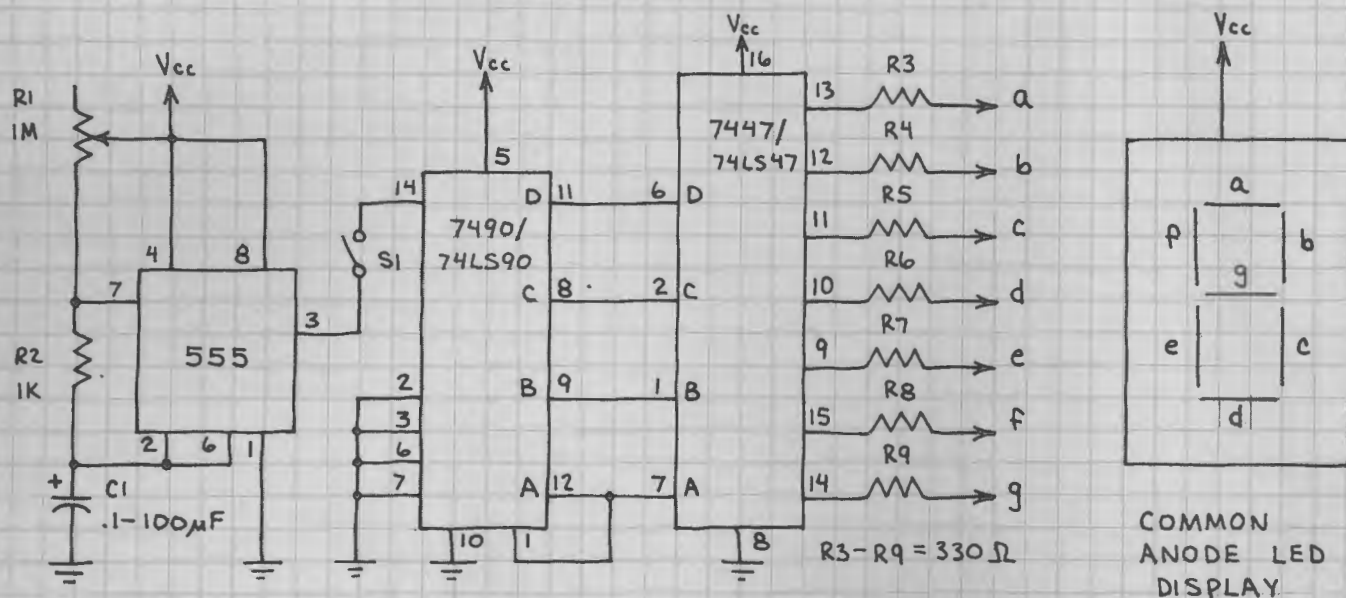 R1
1M
Vcc
4
8
7
R2
1K
555
3
2
6
1
+
C1
.1-100µF
S1
Vcc
5
14
7490/
74LS90
D
11
C
8
B
9
A
12
2
3
6
7
10
1
Vcc
16
7447/
74LS47
6
D
2
C
1
B
7
A
8
13
R3
a
12
R4
b
11
R5
c
10
R6
d
9
R7
e
15
R8
f
14
R9
g
R3-R9 = 330 Ω
Vcc
a
f
b
g
e
c
d
COMMON
ANODE LED
DISPLAY